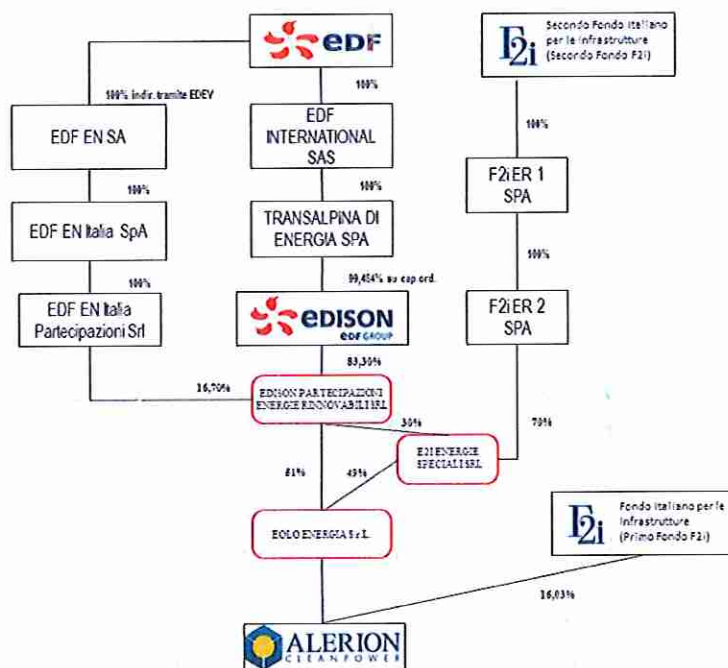 eDF
F2i
Secondo Fondo Italiano
per le Infrastrutture
(Secondo Fondo F2i)
100% indir. tramite EDEV
100%
100%
EDF EN SA
EDF
INTERNATIONAL
SAS
F2i ER 1
SPA
100%
100%
100%
EDF EN Italia SpA
TRANSALPINA DI
ENERGIA SPA
100%
99,484% su cap.ord.
EDF EN Italia
Partecipazioni Srl
eDISON
eDF GROUP
F2i ER 2
SPA
83,30%
16,70%
EDISON PARTECIPAZIONI
ENERGIE RINNOVABILI SRL
30%
70%
E2I ENERGIE
SPECIALI SRL
51%
49%
EOLO ENERGIA S.r.L.
F2i
Fondo Italiano per le
Infrastrutture
(Primo Fondo F2i)
16,03%
ALERION
CLEANPOWER